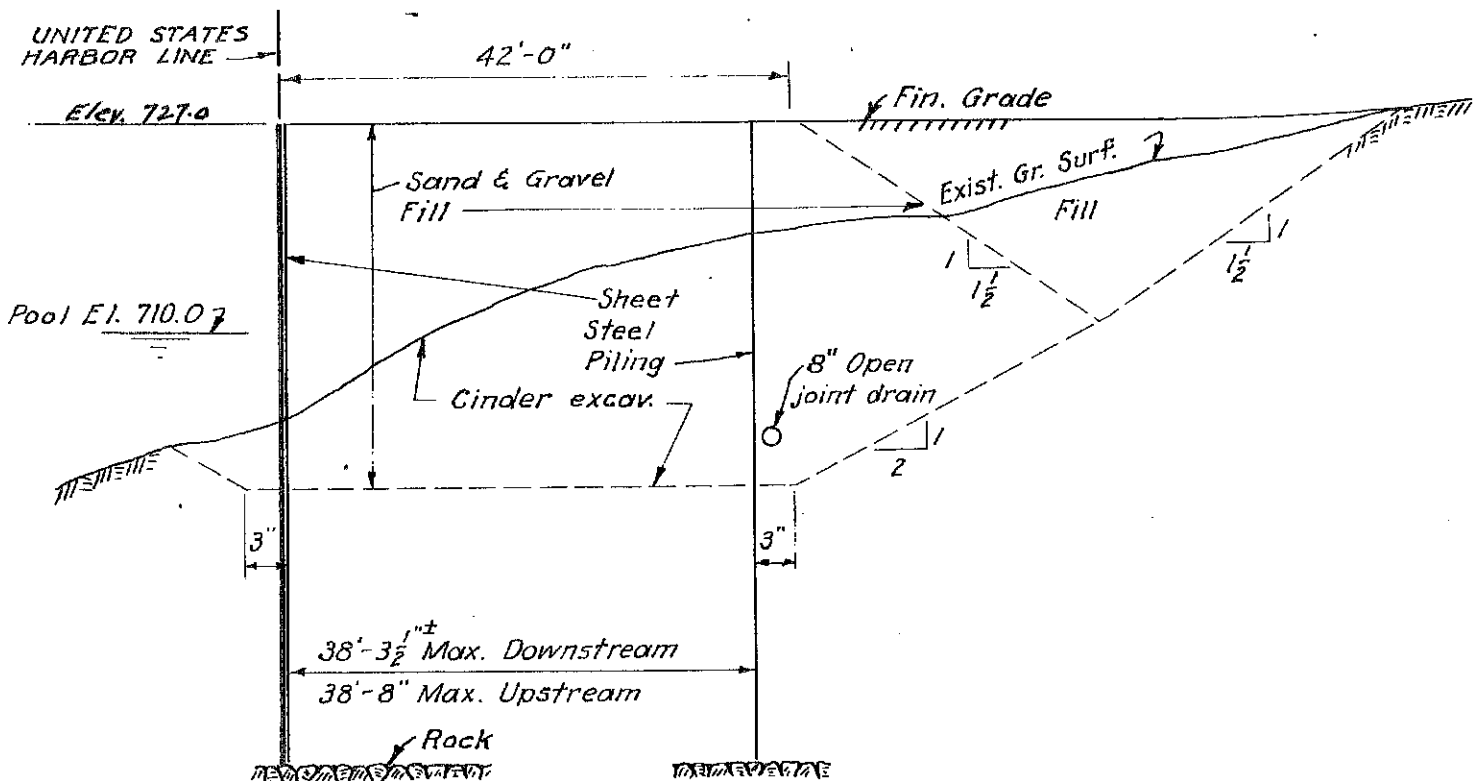 UNITED STATES
HARBOR LINE
42'-0"
Elev. 727.0
Fin. Grade
Sand & Gravel
Fill
Exist. Gr. Surf.
Fill
1
1 1/2
1
1 1/2
Pool El. 710.0
Sheet
Steel
Piling
8" Open
joint drain
Cinder excav.
1
2
3"
3"
38'-3 1/2"± Max. Downstream
38'-8" Max. Upstream
Rock